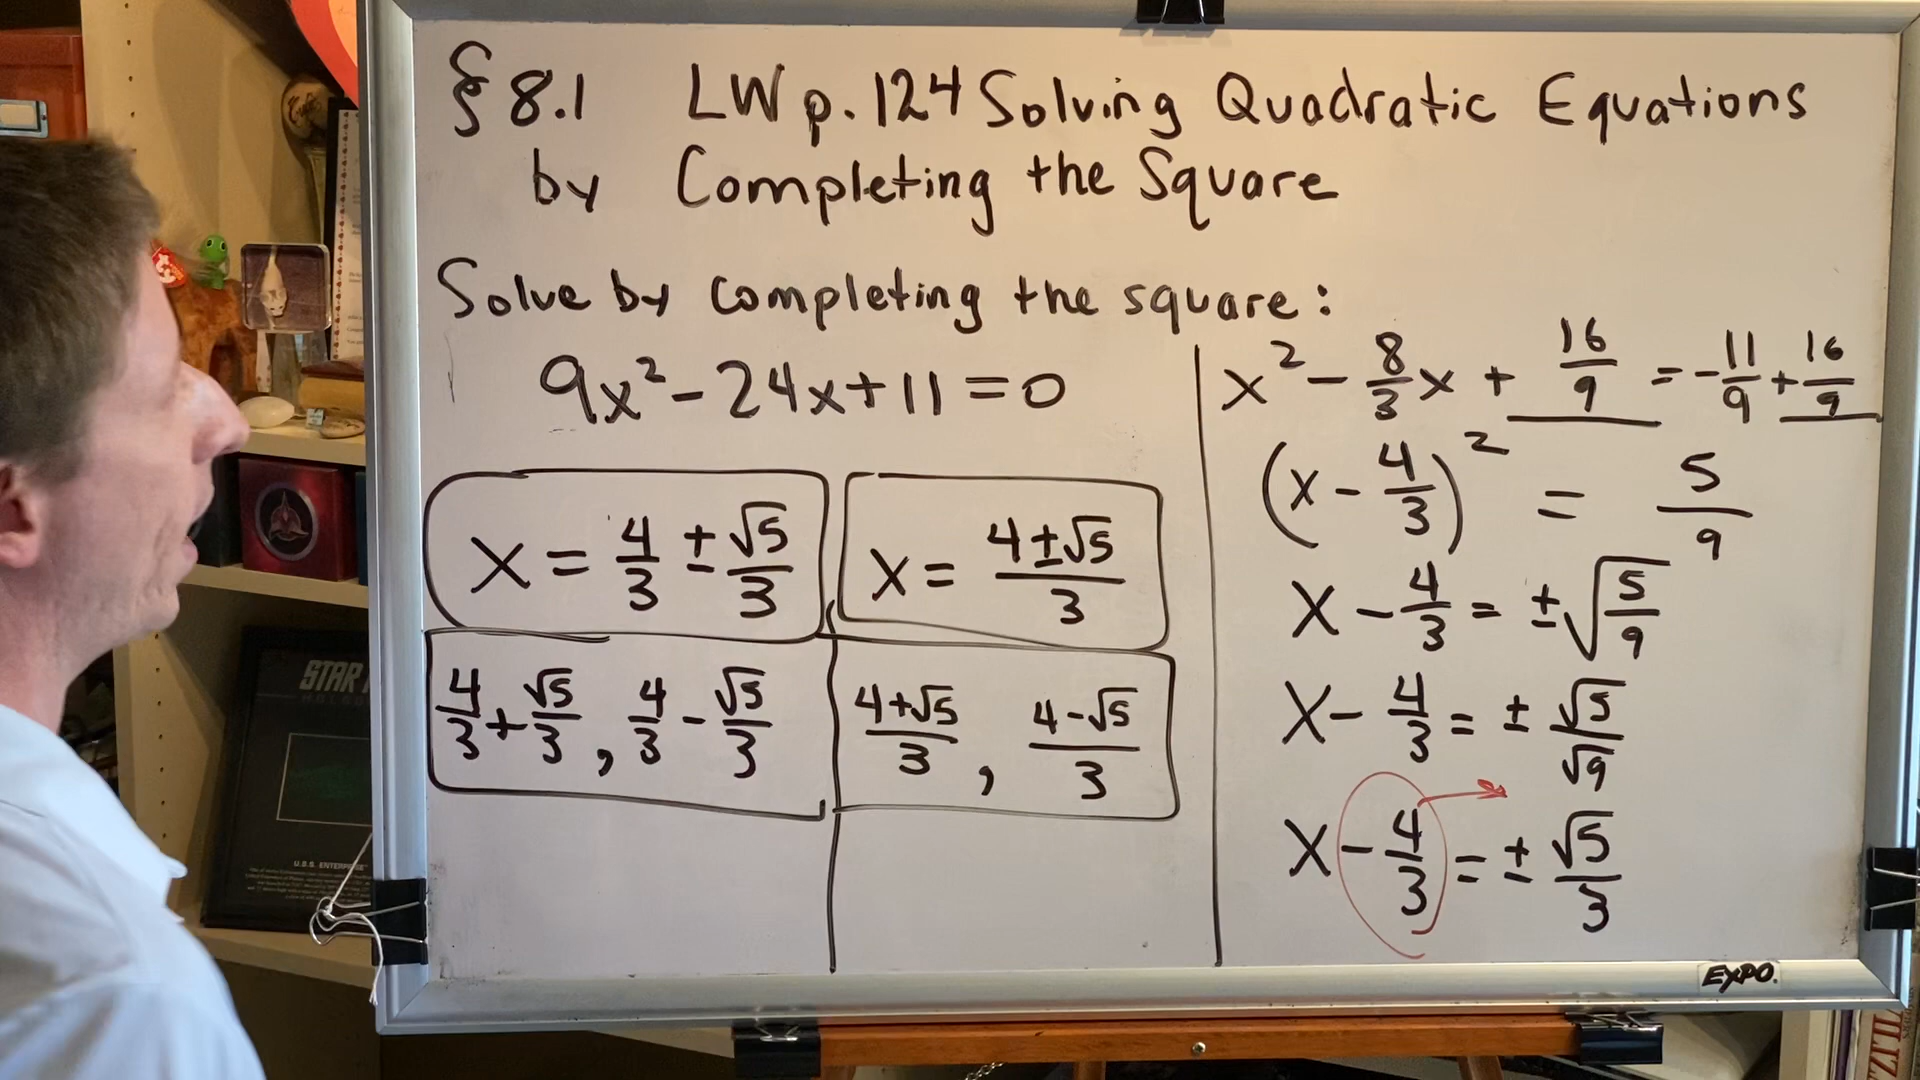 § 8.1 LW p. 124 Solving Quadratic Equations
by Completing the Square
Solve by completing the square:
9x² - 24x + 11 = 0
x = 4/3 ± √5/3
x = (4 ± √5)/3
4/3 + √5/3 , 4/3 - √5/3
(4 + √5)/3 , (4 - √5)/3
x² - 8/3 x + 16/9 = - 11/9 + 16/9
(x - 4/3)² = 5/9
x - 4/3 = ± √(5/9)
x - 4/3 = ± √5/√9
x - 4/3 = ± √5/3
EXPO.
STAR
U.S.S. ENTERPRISE